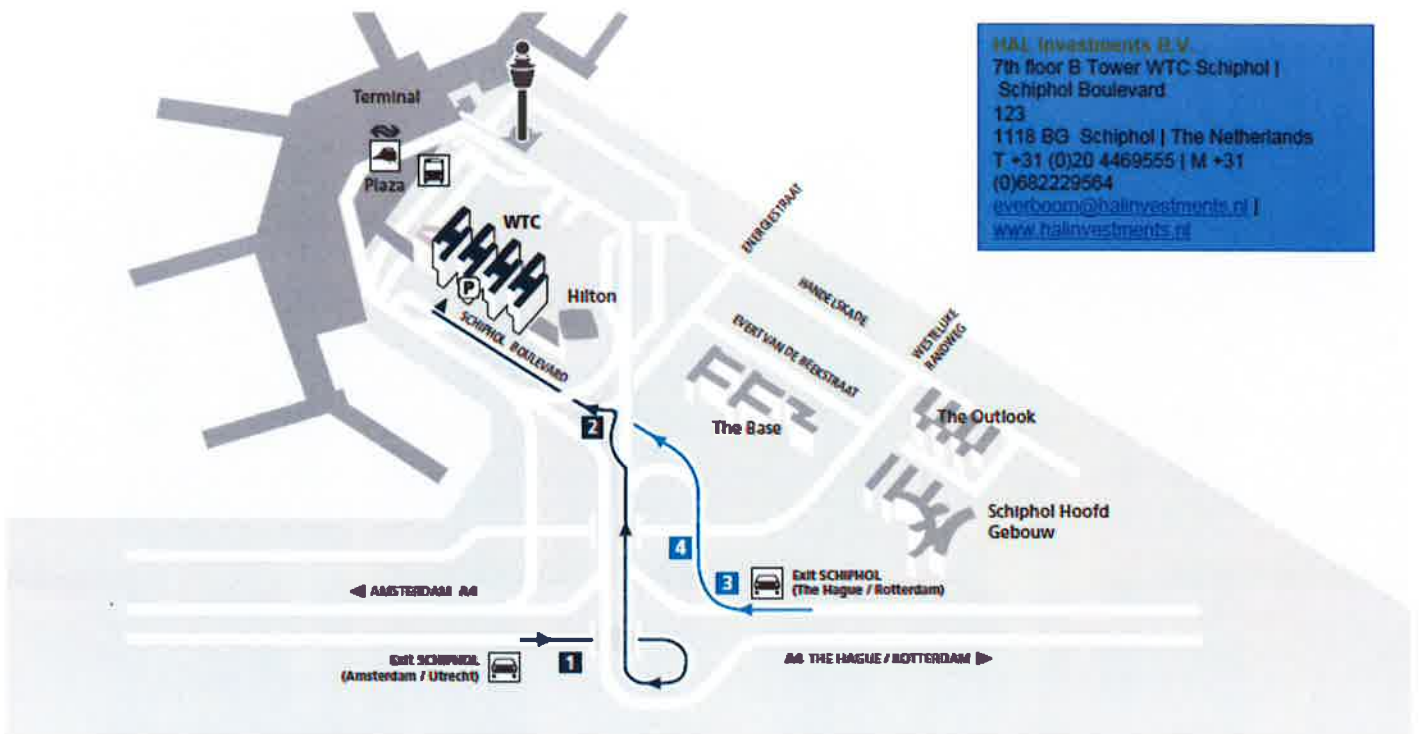 HAL Investments B.V.
7th floor B Tower WTC Schiphol |
Schiphol Boulevard
123
1118 BG Schiphol | The Netherlands
T +31 (0)20 4469555 | M +31
(0)682229564
everboom@halinvestments.nl |
www.halinvestments.nl
Terminal
Plaza
WTC
P
Hilton
SCHIPHOL BOULEVARD
ENERGIESTRAAT
HANDELSKADE
EVERT VAN DE BEEKSTRAAT
WESTELIJKE
RANDWEG
The Base
The Outlook
Schiphol Hoofd
Gebouw
2
4
3
Exit SCHIPHOL
(The Hague / Rotterdam)
AMSTERDAM A4
Exit SCHIPHOL
(Amsterdam / Utrecht)
1
A4 THE HAGUE / ROTTERDAM